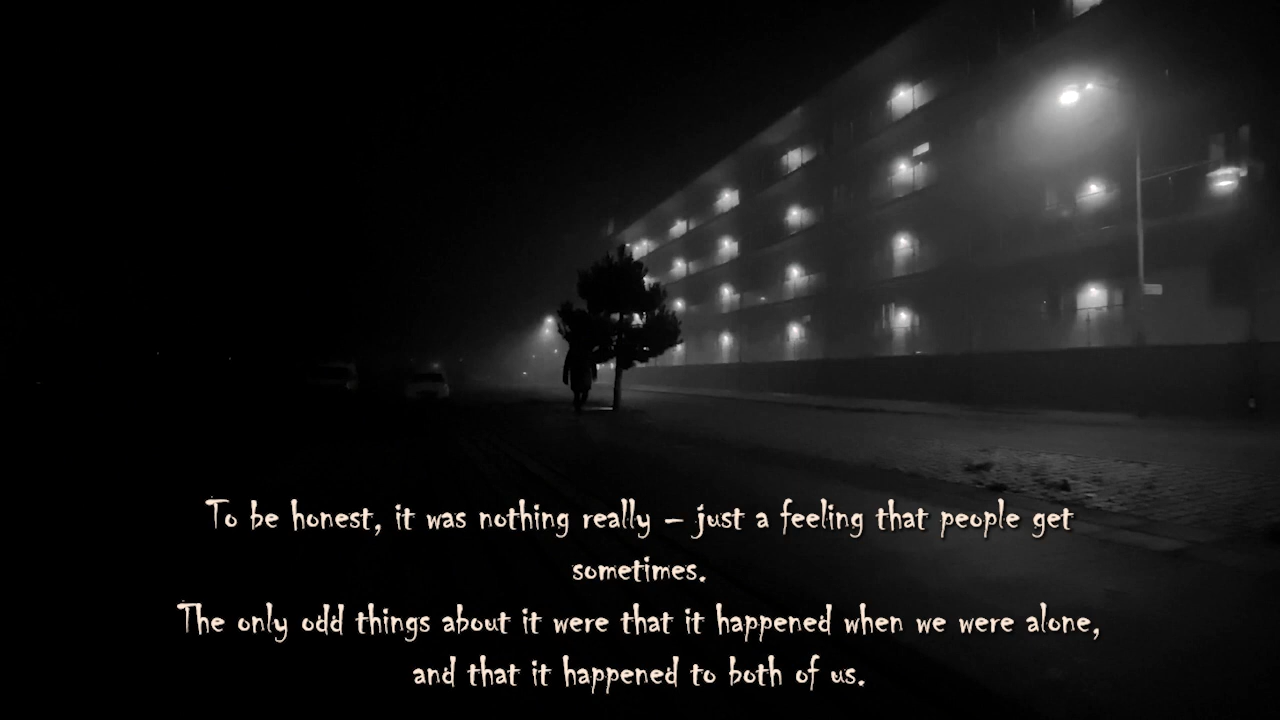 To be honest, it was nothing really – just a feeling that people get
sometimes.
The only odd things about it were that it happened when we were alone,
and that it happened to both of us.